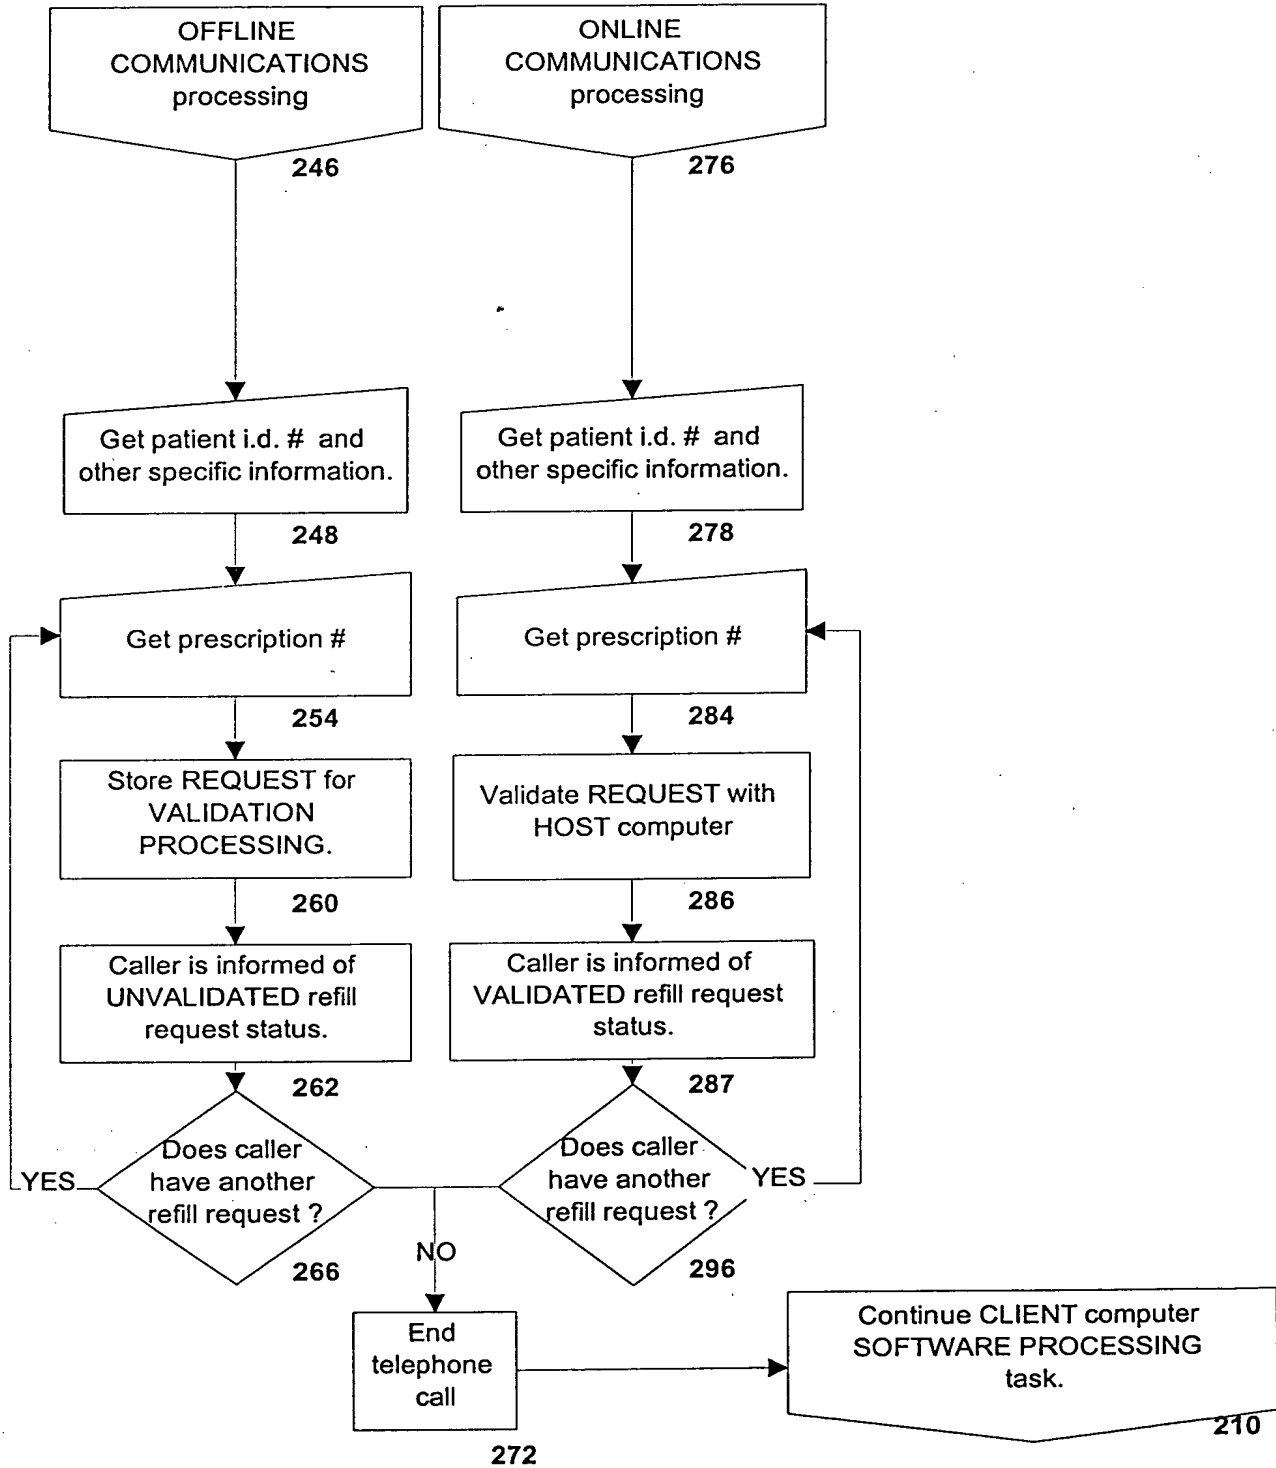 OFFLINE
COMMUNICATIONS
processing
246
ONLINE
COMMUNICATIONS
processing
276
Get patient i.d. # and
other specific information.
248
Get patient i.d. # and
other specific information.
278
Get prescription #
254
Get prescription #
284
Store REQUEST for
VALIDATION
PROCESSING.
260
Validate REQUEST with
HOST computer
286
Caller is informed of
UNVALIDATED refill
request status.
262
Caller is informed of
VALIDATED refill request
status.
287
YES
Does caller
have another
refill request ?
266
NO
Does caller
have another
refill request ?
YES
296
End
telephone
call
272
Continue CLIENT computer
SOFTWARE PROCESSING
task.
210